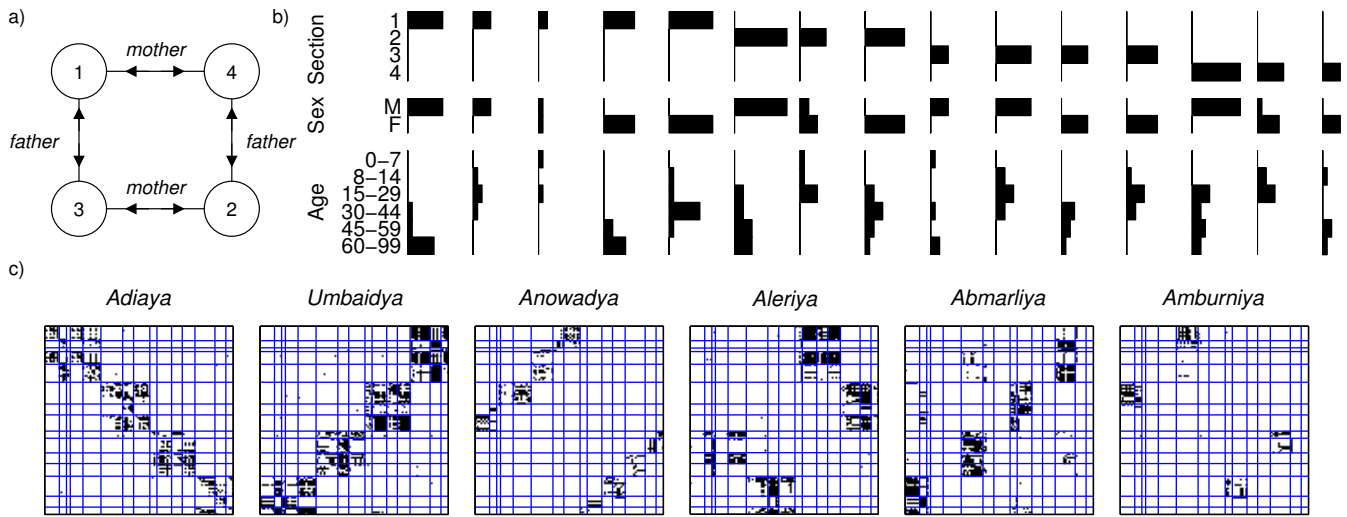 a)
mother
1
4
father
father
mother
3
2
b)
Section
1
2
3
4
Sex
M
F
Age
0−7
8−14
15−29
30−44
45−59
60−99
c)
Adiaya
Umbaidya
Anowadya
Aleriya
Abmarliya
Amburniya